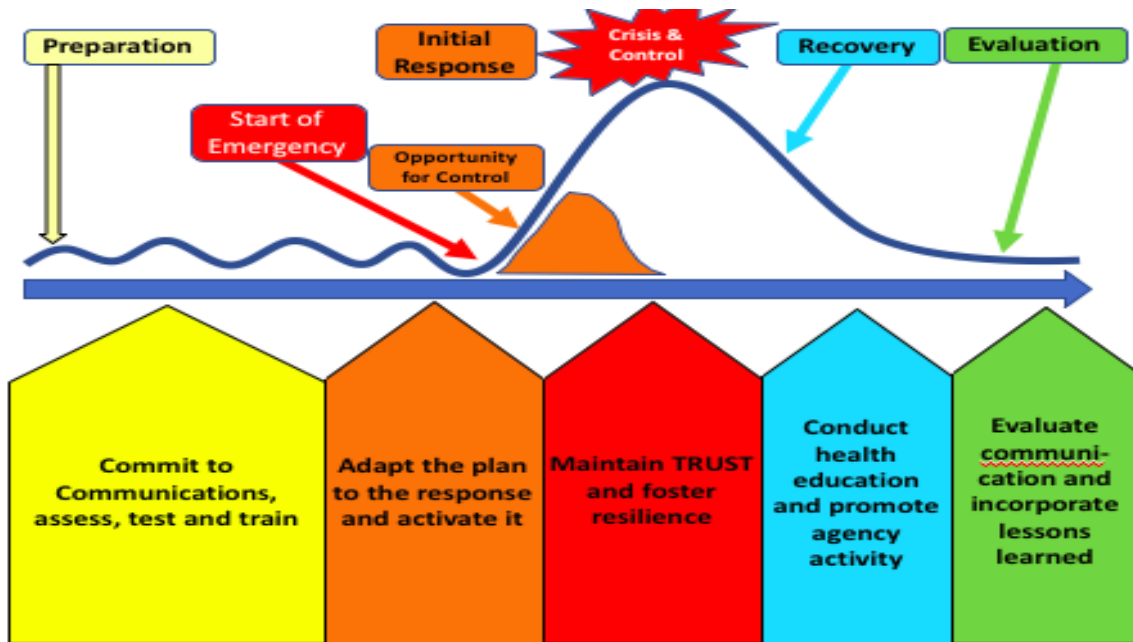 Preparation
Initial
Response
Crisis &
Control
Recovery
Evaluation
Start of
Emergency
Opportunity
for Control
Commit to
Communications,
assess, test and train
Adapt the plan
to the response
and activate it
Maintain TRUST
and foster
resilience
Conduct
health
education
and promote
agency
activity
Evaluate
communi-
cation and
incorporate
lessons
learned